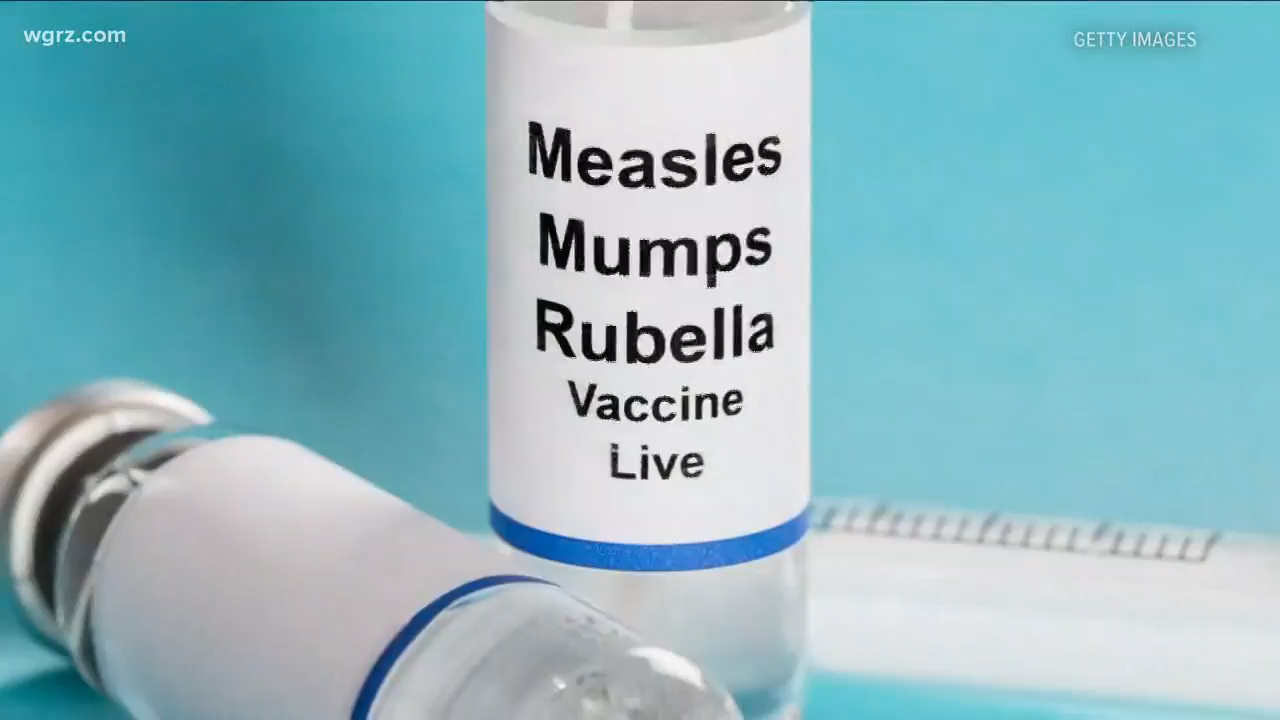 wgrz.com
GETTY IMAGES
Measles
Mumps
Rubella
Vaccine
Live